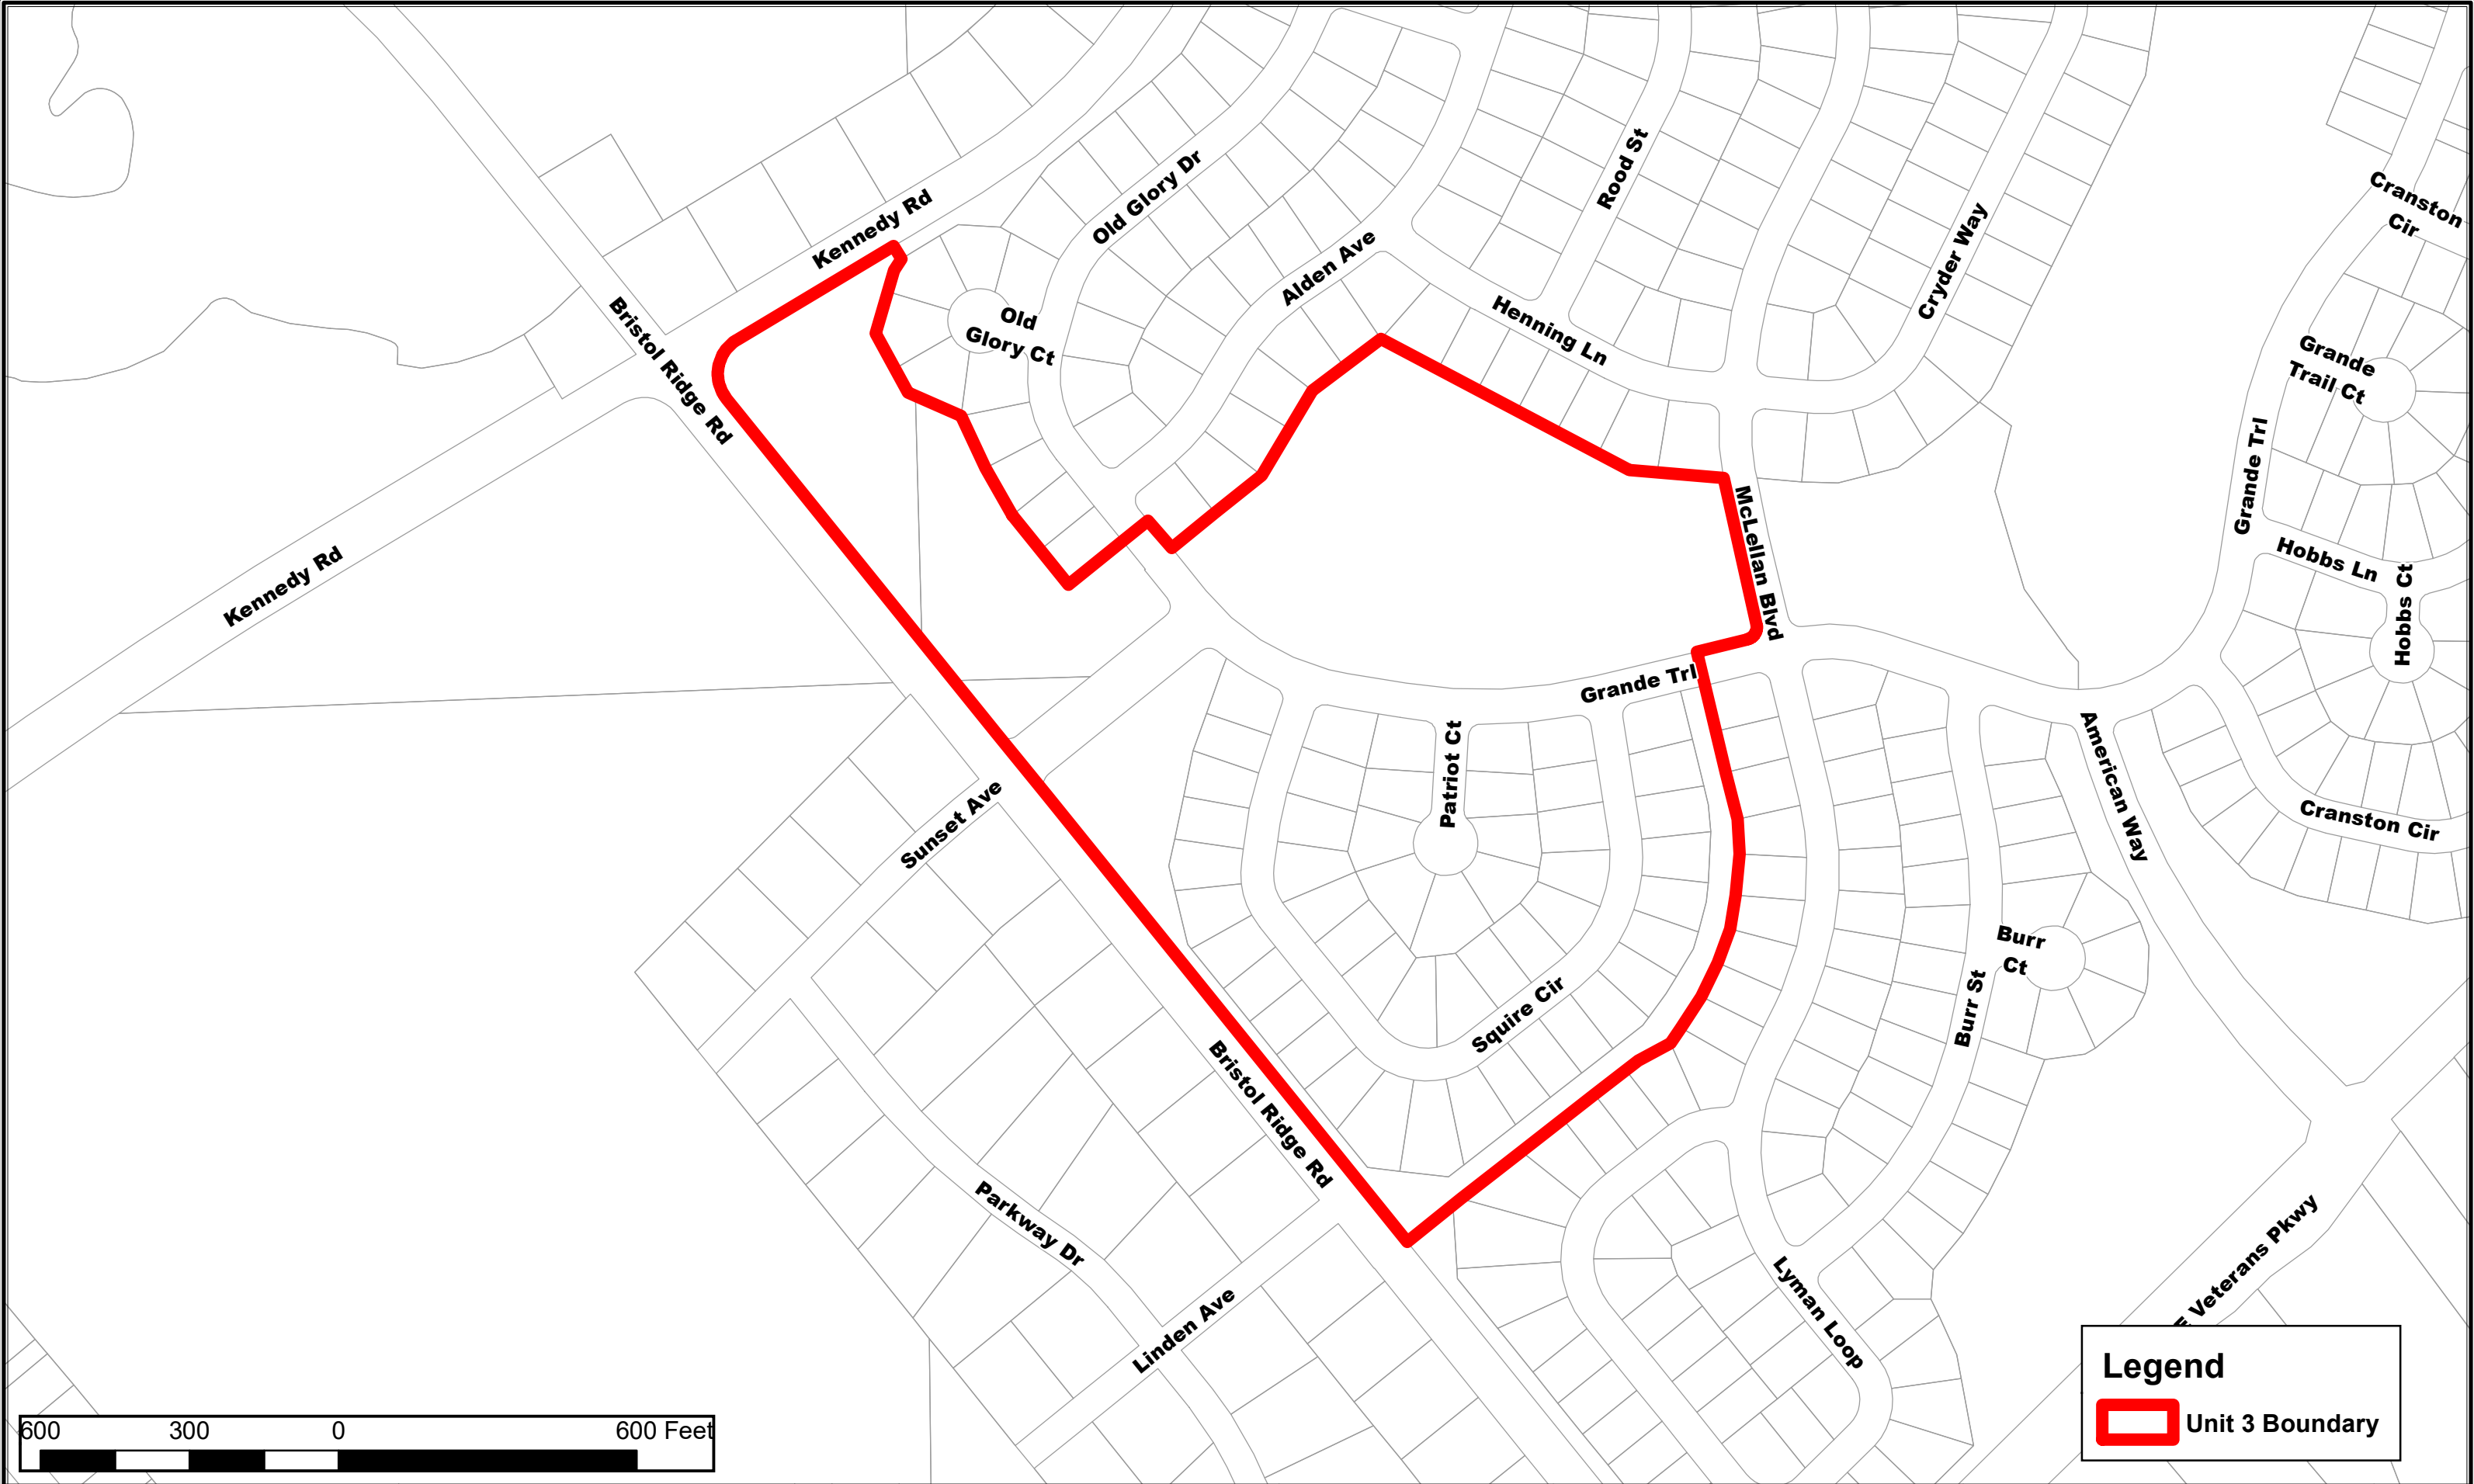 Rood St
Old Glory Dr
Cranston
Cir
Kennedy Rd
Alden Ave
Cryder Way
Old
Glory Ct
Henning Ln
Bristol Ridge Rd
Grande
Trail Ct
Grande Trl
McLellan Blvd
Hobbs Ln
Kennedy Rd
Hobbs Ct
Grande Trl
Patriot Ct
American Way
Sunset Ave
Cranston Cir
Burr
Ct
Squire Cir
Burr St
Bristol Ridge Rd
Parkway Dr
Veterans Pkwy
Lyman Loop
Linden Ave
Legend
Unit 3 Boundary
600 300 0 600 Feet